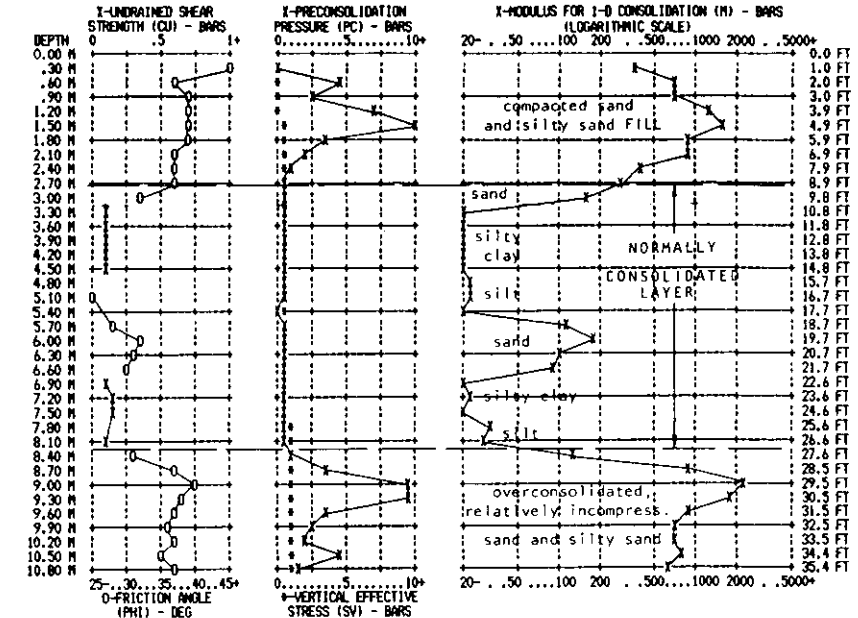 X-UNDRAINED SHEAR STRENGTH (CU) - BARS
X-PRECONSOLIDATION PRESSURE (PC) - BARS
X-MODULUS FOR 1-D CONSOLIDATION (M) - BARS
(LOGARITHMIC SCALE)
DEPTH 0 .5 1+ 0.........5.........10+ 20- . .50 ...100 200 . .500...1000 2000 . .5000+
0.00 M 0.0 FT
.30 M 1.0 FT
.60 M 2.0 FT
.90 M 3.0 FT
compacted sand
1.20 M 3.9 FT
and silty sand FILL
1.50 M 4.9 FT
1.80 M 5.9 FT
2.10 M 6.9 FT
2.40 M 7.9 FT
2.70 M 8.9 FT
3.00 M sand 9.8 FT
3.30 M 10.8 FT
3.60 M 11.8 FT
3.90 M silty NORMALLY 12.8 FT
4.20 M clay 13.8 FT
4.50 M 14.8 FT
4.80 M CONSOLIDATED 15.7 FT
5.10 M silt LAYER 16.7 FT
5.40 M 17.7 FT
5.70 M 18.7 FT
6.00 M sand 19.7 FT
6.30 M 20.7 FT
6.60 M 21.7 FT
6.90 M 22.6 FT
7.20 M silty clay 23.6 FT
7.50 M 24.6 FT
7.80 M 25.6 FT
8.10 M silt 26.6 FT
8.40 M 27.6 FT
8.70 M 28.5 FT
9.00 M 29.5 FT
9.30 M overconsolidated, 30.5 FT
9.60 M relatively incompress. 31.5 FT
9.90 M 32.5 FT
10.20 M sand and silty sand 33.5 FT
10.50 M 34.4 FT
10.80 M 35.4 FT
25-...30...35...40..45+ 0.........5.........10+ 20- . .50 ...100 200 . .500...1000 2000 . .5000+
O-FRICTION ANGLE (PHI) - DEG
#-VERTICAL EFFECTIVE STRESS (SV) - BARS